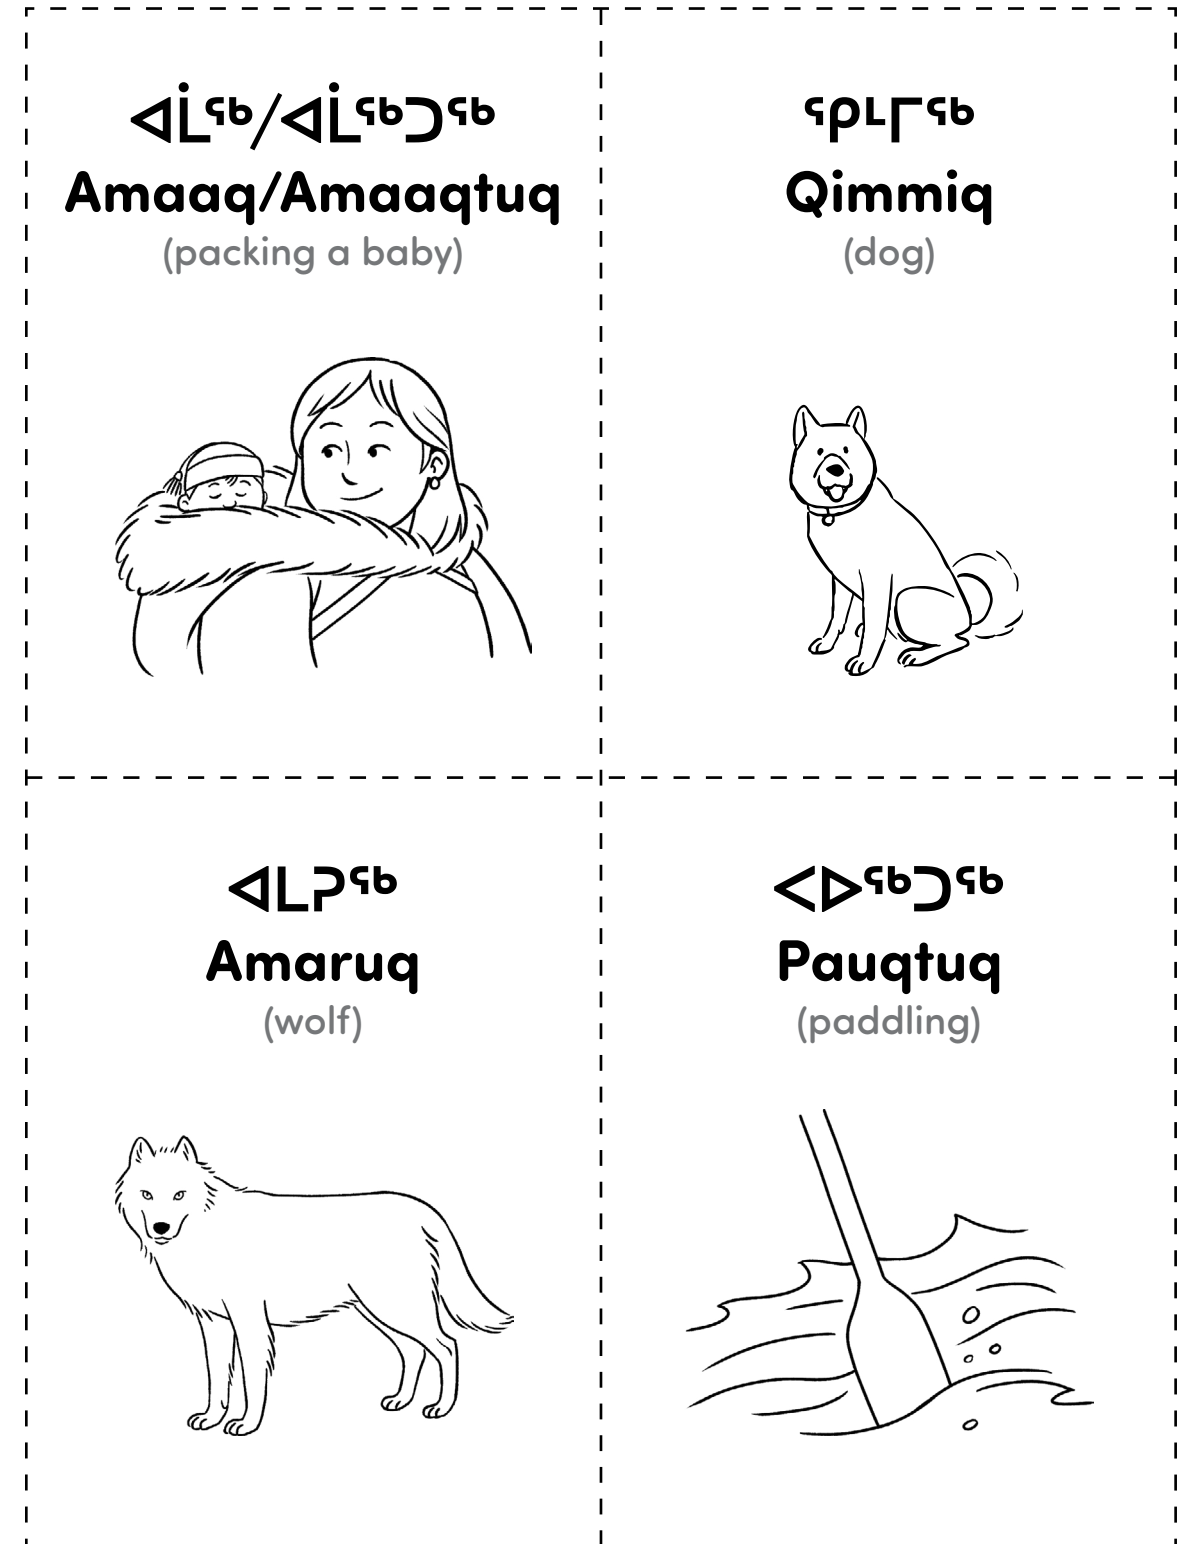 ᐊᒫᖅ/ᐊᒫᖅᑐᖅ
Amaaq/Amaaqtuq
(packing a baby)
ᕿᒻᒥᖅ
Qimmiq
(dog)
ᐊᒪᕈᖅ
Amaruq
(wolf)
ᐸᐅᖅᑐᖅ
Pauqtuq
(paddling)